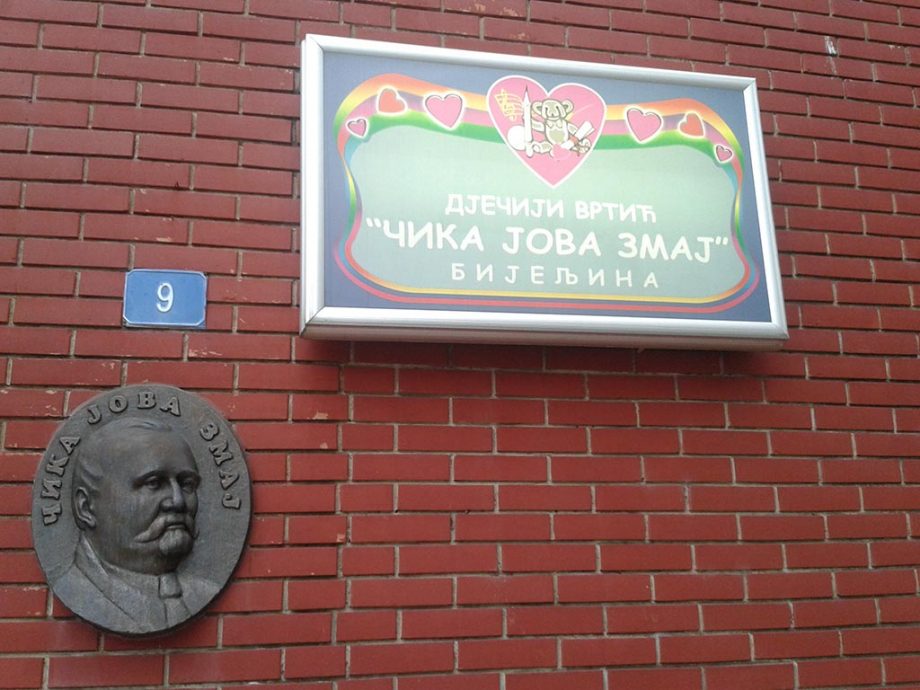 ДЈЕЧИЈИ ВРТИЋ
"ЧИКА ЈОВА ЗМАЈ"
БИЈЕЉИНА
9
ЧИКА ЈОВА ЗМАЈ